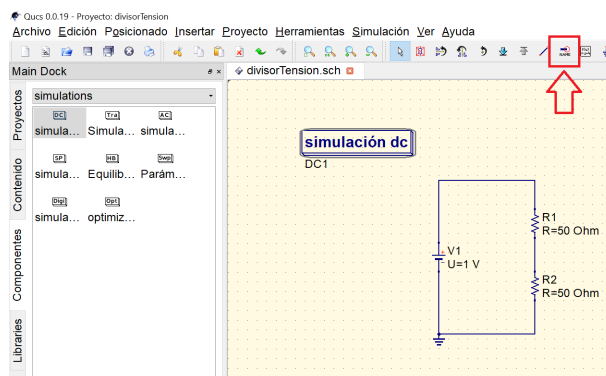 Qucs 0.0.19 - Proyecto: divisorTension
Archivo Edición Posicionado Insertar Proyecto Herramientas Simulación Ver Ayuda
NAME
Main Dock
divisorTension.sch
Proyectos
Contenido
Componentes
Libraries
simulations
DC Tra AC
simula... Simula... simula...
SP HB Swp
simula... Equilib... Parám...
Digi Opt
simula... optimiz...
simulación dc
DC1
V1
U=1 V
R1
R=50 Ohm
R2
R=50 Ohm